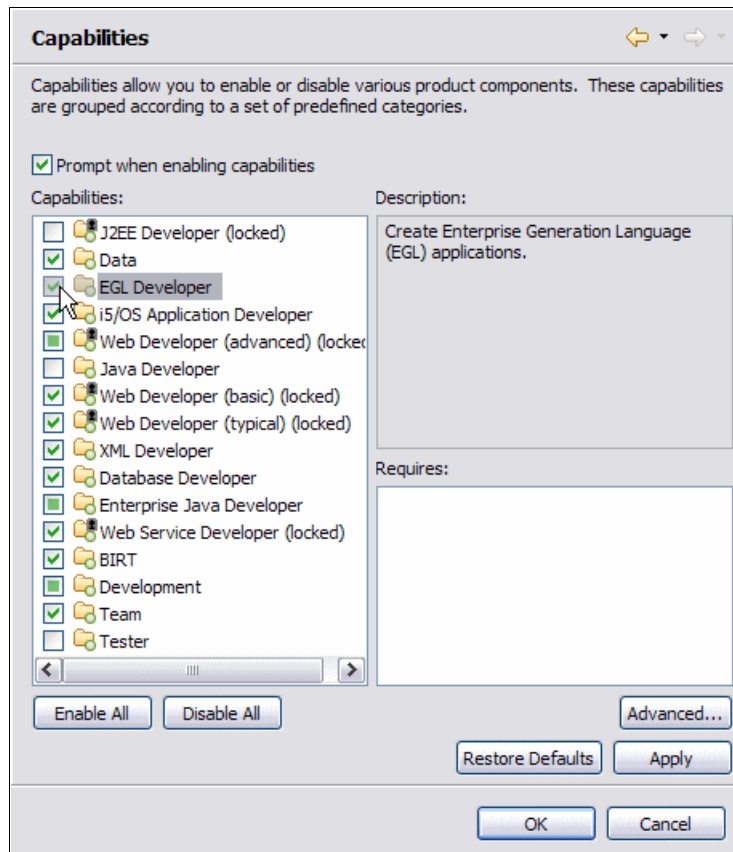 Capabilities
Capabilities allow you to enable or disable various product components. These capabilities
are grouped according to a set of predefined categories.
Prompt when enabling capabilities
Capabilities:
J2EE Developer (locked)
Data
EGL Developer
i5/OS Application Developer
Web Developer (advanced) (locked
Java Developer
Web Developer (basic) (locked)
Web Developer (typical) (locked)
XML Developer
Database Developer
Enterprise Java Developer
Web Service Developer (locked)
BIRT
Development
Team
Tester
Description:
Create Enterprise Generation Language
(EGL) applications.
Requires:
Enable All
Disable All
Advanced...
Restore Defaults
Apply
OK
Cancel